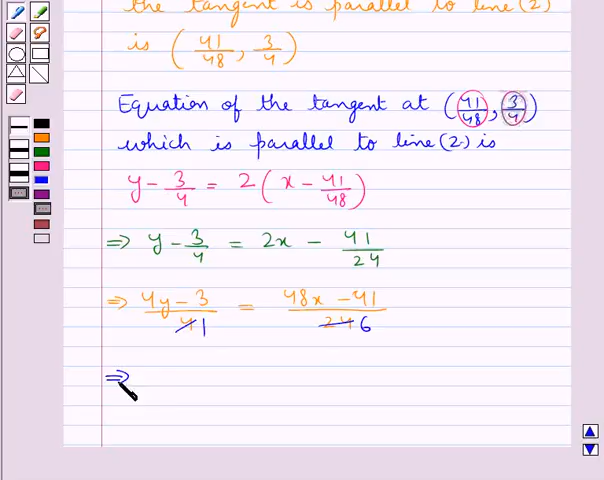 the tangent is parallel to line (2)
is (41/48, 3/4)
Equation of the tangent at (41/48, 3/4)
which is parallel to line (2) is
y - 3/4 = 2(x - 41/48)
⇒ y - 3/4 = 2x - 41/24
⇒ (4y - 3)/4 1 = (48x - 41)/24 6
⇒